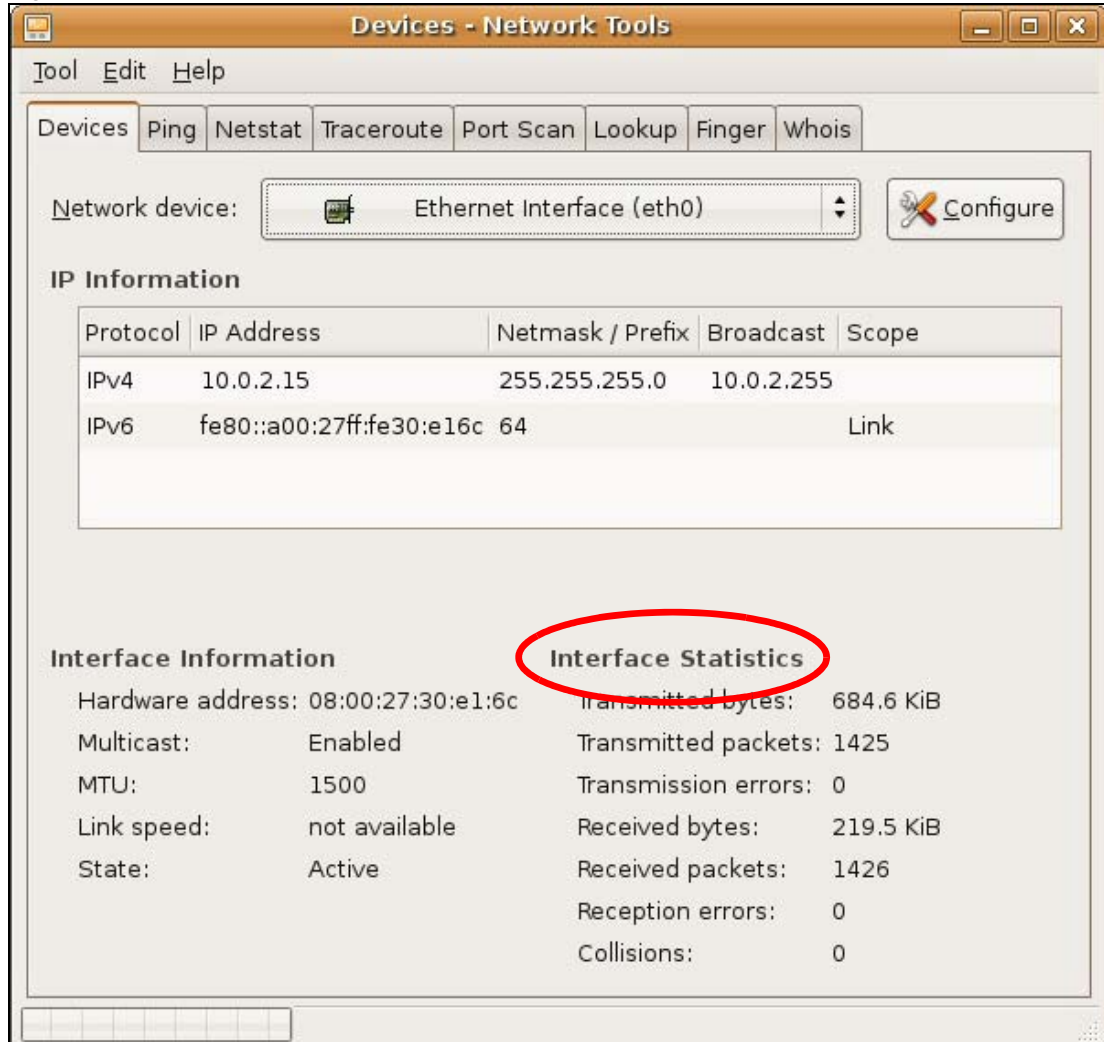 Devices - Network Tools
Tool Edit Help
Devices Ping Netstat Traceroute Port Scan Lookup Finger Whois
Network device: Ethernet Interface (eth0) Configure
IP Information
Protocol IP Address Netmask / Prefix Broadcast Scope
IPv4 10.0.2.15 255.255.255.0 10.0.2.255
IPv6 fe80::a00:27ff:fe30:e16c 64 Link
Interface Information
Hardware address: 08:00:27:30:e1:6c
Multicast: Enabled
MTU: 1500
Link speed: not available
State: Active
Interface Statistics
Transmitted bytes: 684.6 KiB
Transmitted packets: 1425
Transmission errors: 0
Received bytes: 219.5 KiB
Received packets: 1426
Reception errors: 0
Collisions: 0